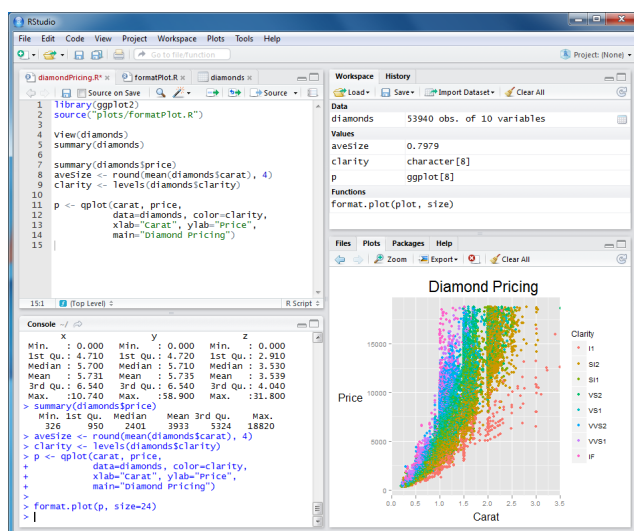 RStudio
File Edit View Project Workspace Plots Tools Help
Go to file/function
Project: (None)
diamondPricing.R* formatPlot.R diamonds
Source on Save Source
1 library(ggplot2)
2 source("plots/formatPlot.R")
3
4 View(diamonds)
5 summary(diamonds)
6
7 summary(diamonds$price)
8 aveSize <- round(mean(diamonds$carat), 4)
9 clarity <- levels(diamonds$clarity)
10
11 p <- qplot(carat, price,
12 data=diamonds, color=clarity,
13 xlab="Carat", ylab="Price",
14 main="Diamond Pricing")
15
15:1 (Top Level) R Script
Console ~/
x y z
Min. : 0.000 Min. : 0.000 Min. : 0.000
1st Qu.: 4.710 1st Qu.: 4.720 1st Qu.: 2.910
Median : 5.700 Median : 5.710 Median : 3.530
Mean : 5.731 Mean : 5.735 Mean : 3.539
3rd Qu.: 6.540 3rd Qu.: 6.540 3rd Qu.: 4.040
Max. :10.740 Max. :58.900 Max. :31.800
> summary(diamonds$price)
Min. 1st Qu. Median Mean 3rd Qu. Max.
326 950 2401 3933 5324 18820
> aveSize <- round(mean(diamonds$carat), 4)
> clarity <- levels(diamonds$clarity)
> p <- qplot(carat, price,
+ data=diamonds, color=clarity,
+ xlab="Carat", ylab="Price",
+ main="Diamond Pricing")
>
> format.plot(p, size=24)
>
Workspace History
Load Save Import Dataset Clear All
Data
diamonds 53940 obs. of 10 variables
Values
aveSize 0.7979
clarity character[8]
p ggplot[8]
Functions
format.plot(plot, size)
Files Plots Packages Help
Zoom Export Clear All
Diamond Pricing
Price
15000
10000
5000
0
0.0 0.5 1.0 1.5 2.0 2.5 3.0 3.5
Carat
Clarity
I1
SI2
SI1
VS2
VS1
VVS2
VVS1
IF